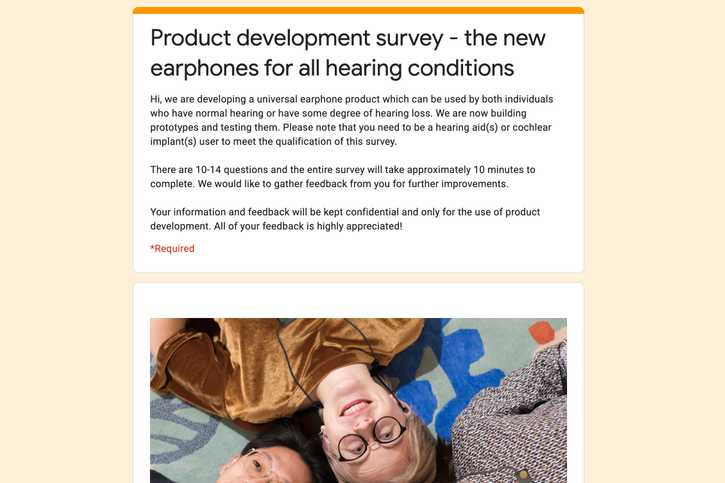 Product development survey - the new
earphones for all hearing conditions
Hi, we are developing a universal earphone product which can be used by both individuals
who have normal hearing or have some degree of hearing loss. We are now building
prototypes and testing them. Please note that you need to be a hearing aid(s) or cochlear
implant(s) user to meet the qualification of this survey.
There are 10-14 questions and the entire survey will take approximately 10 minutes to
complete. We would like to gather feedback from you for further improvements.
Your information and feedback will be kept confidential and only for the use of product
development. All of your feedback is highly appreciated!
*Required